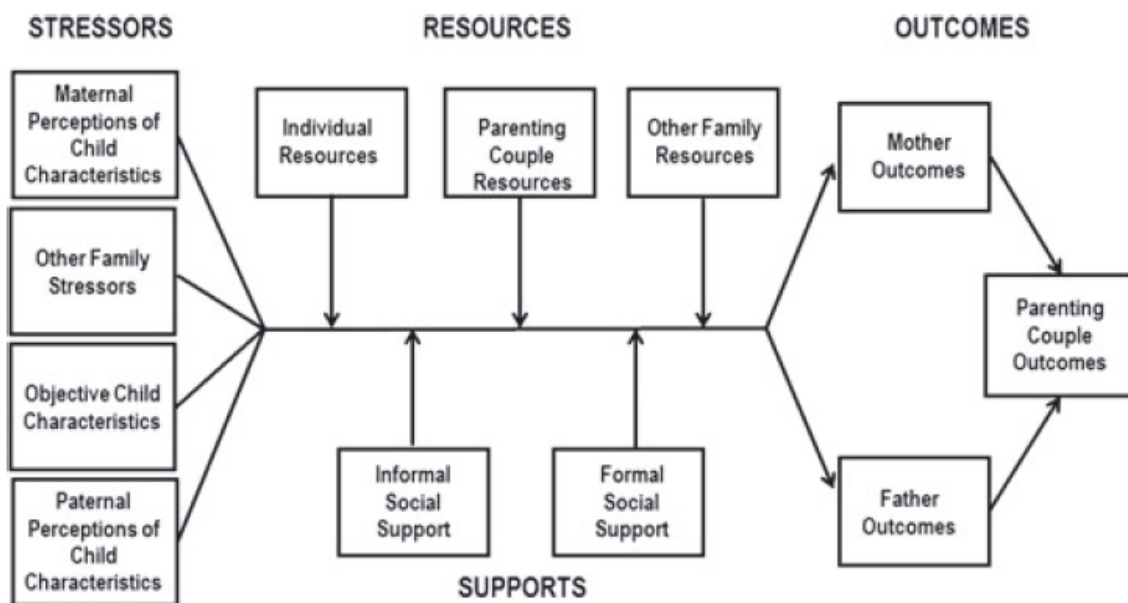 STRESSORS
RESOURCES
OUTCOMES
Maternal
Perceptions of
Child
Characteristics
Other Family
Stressors
Objective Child
Characteristics
Paternal
Perceptions of
Child
Characteristics
Individual
Resources
Parenting
Couple
Resources
Other Family
Resources
Informal
Social
Support
Formal
Social
Support
SUPPORTS
Mother
Outcomes
Parenting
Couple
Outcomes
Father
Outcomes